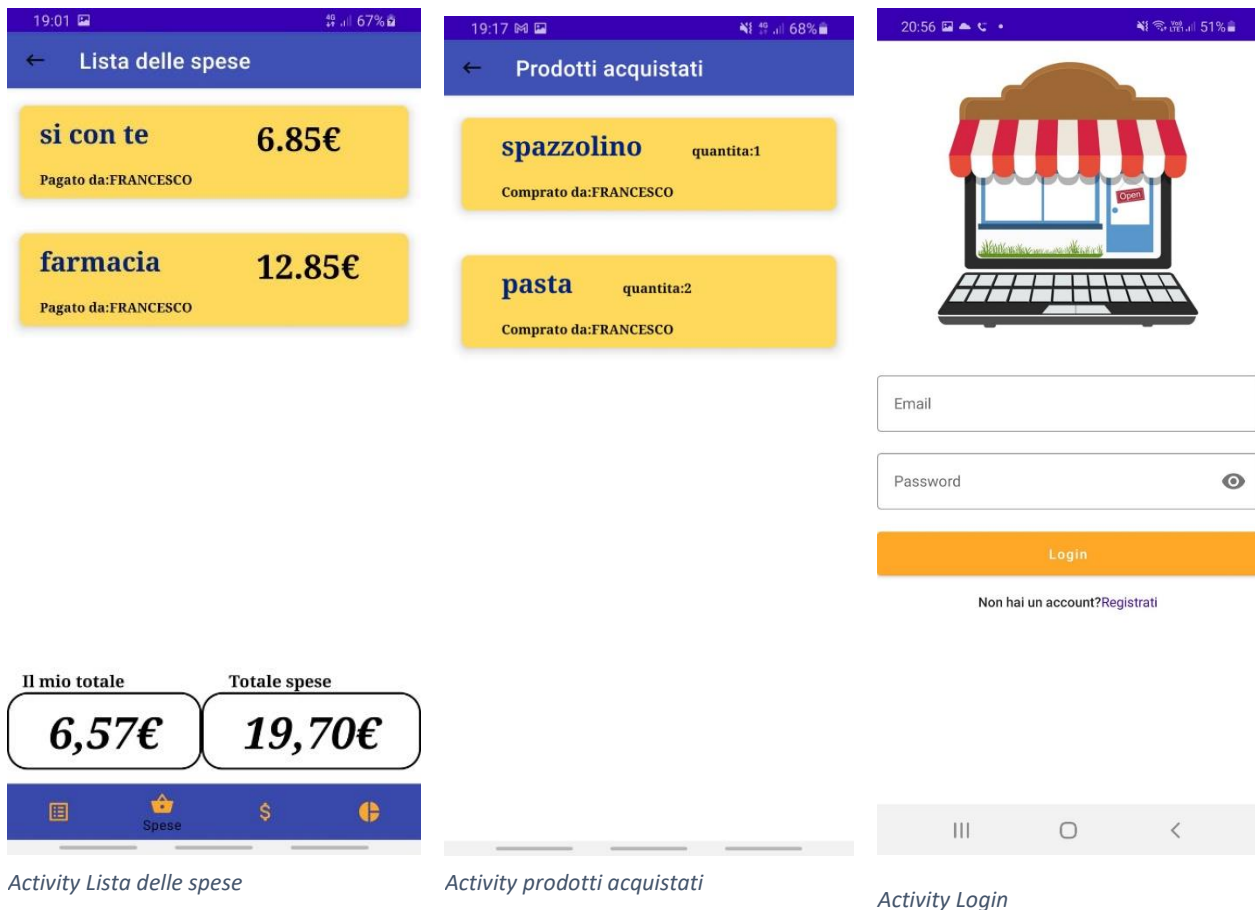 19:01 67%
Lista delle spese
si con te 6.85€
Pagato da:FRANCESCO
farmacia 12.85€
Pagato da:FRANCESCO
Il mio totale Totale spese
6,57€ 19,70€
$
Spese
Activity Lista delle spese
19:17 4G 68%
Prodotti acquistati
spazzolino quantita:1
Comprato da:FRANCESCO
pasta quantita:2
Comprato da:FRANCESCO
Activity prodotti acquistati
20:56 51%
Open
Email
Password
Login
Non hai un account?Registrati
Activity Login